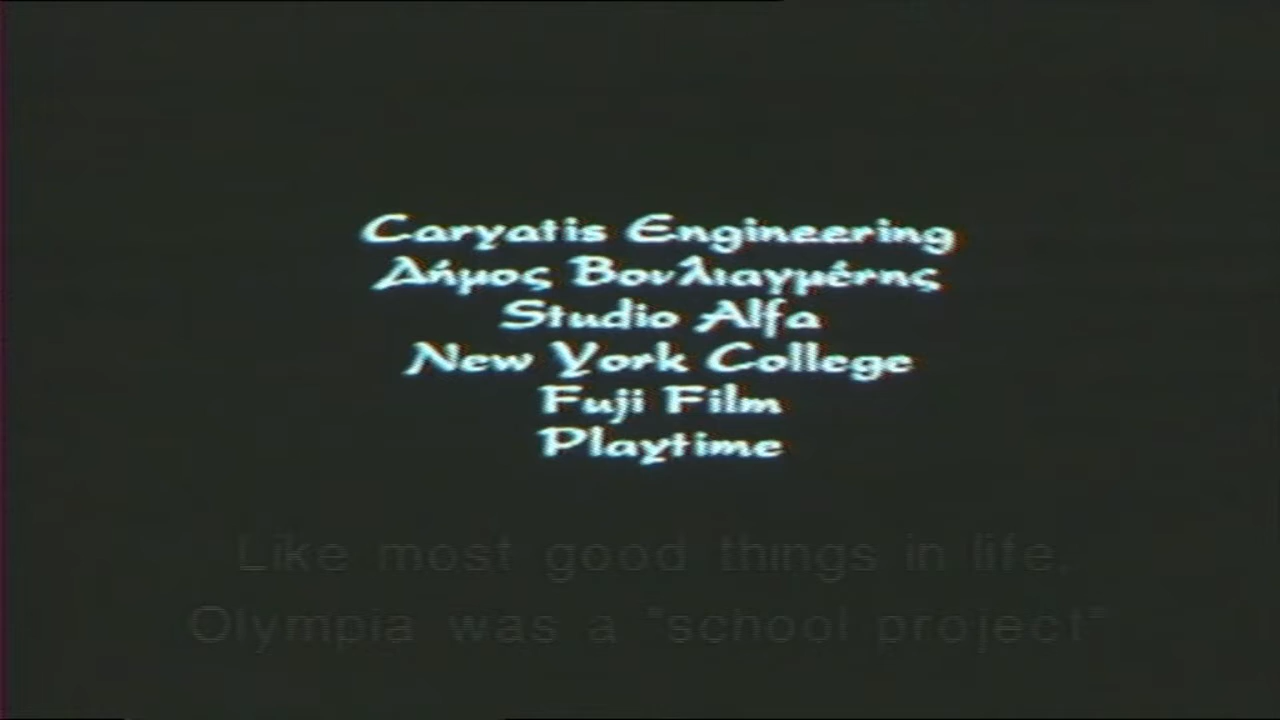 Caryatis Engineering
Δήμος Βουλιαγμένης
Studio Alfa
New York College
Fuji Film
Playtime
Like most good things in life,
Olympia was a "school project"